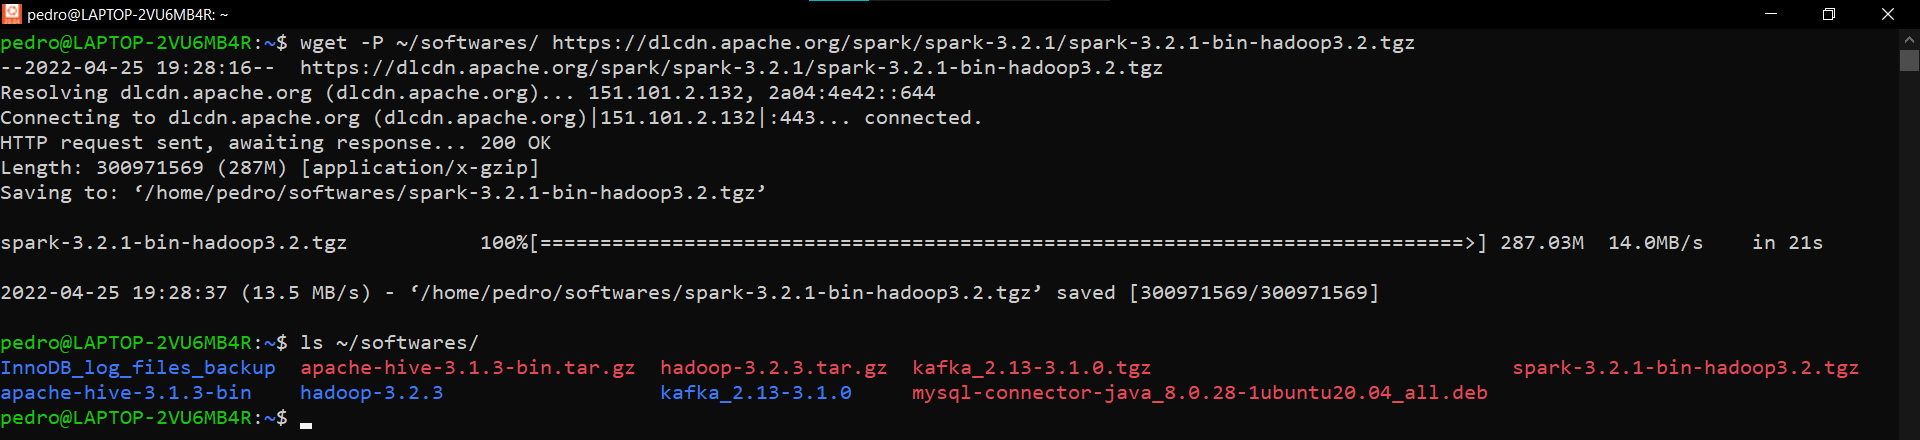 pedro@LAPTOP-2VU6MB4R: ~
pedro@LAPTOP-2VU6MB4R:~$ wget -P ~/softwares/ https://dlcdn.apache.org/spark/spark-3.2.1/spark-3.2.1-bin-hadoop3.2.tgz
--2022-04-25 19:28:16--  https://dlcdn.apache.org/spark/spark-3.2.1/spark-3.2.1-bin-hadoop3.2.tgz
Resolving dlcdn.apache.org (dlcdn.apache.org)... 151.101.2.132, 2a04:4e42::644
Connecting to dlcdn.apache.org (dlcdn.apache.org)|151.101.2.132|:443... connected.
HTTP request sent, awaiting response... 200 OK
Length: 300971569 (287M) [application/x-gzip]
Saving to: ‘/home/pedro/softwares/spark-3.2.1-bin-hadoop3.2.tgz’
spark-3.2.1-bin-hadoop3.2.tgz 100%[=============================================================================>] 287.03M 14.0MB/s in 21s
2022-04-25 19:28:37 (13.5 MB/s) - ‘/home/pedro/softwares/spark-3.2.1-bin-hadoop3.2.tgz’ saved [300971569/300971569]
pedro@LAPTOP-2VU6MB4R:~$ ls ~/softwares/
InnoDB_log_files_backup apache-hive-3.1.3-bin.tar.gz hadoop-3.2.3.tar.gz kafka_2.13-3.1.0.tgz spark-3.2.1-bin-hadoop3.2.tgz
apache-hive-3.1.3-bin hadoop-3.2.3 kafka_2.13-3.1.0 mysql-connector-java_8.0.28-1ubuntu20.04_all.deb
pedro@LAPTOP-2VU6MB4R:~$